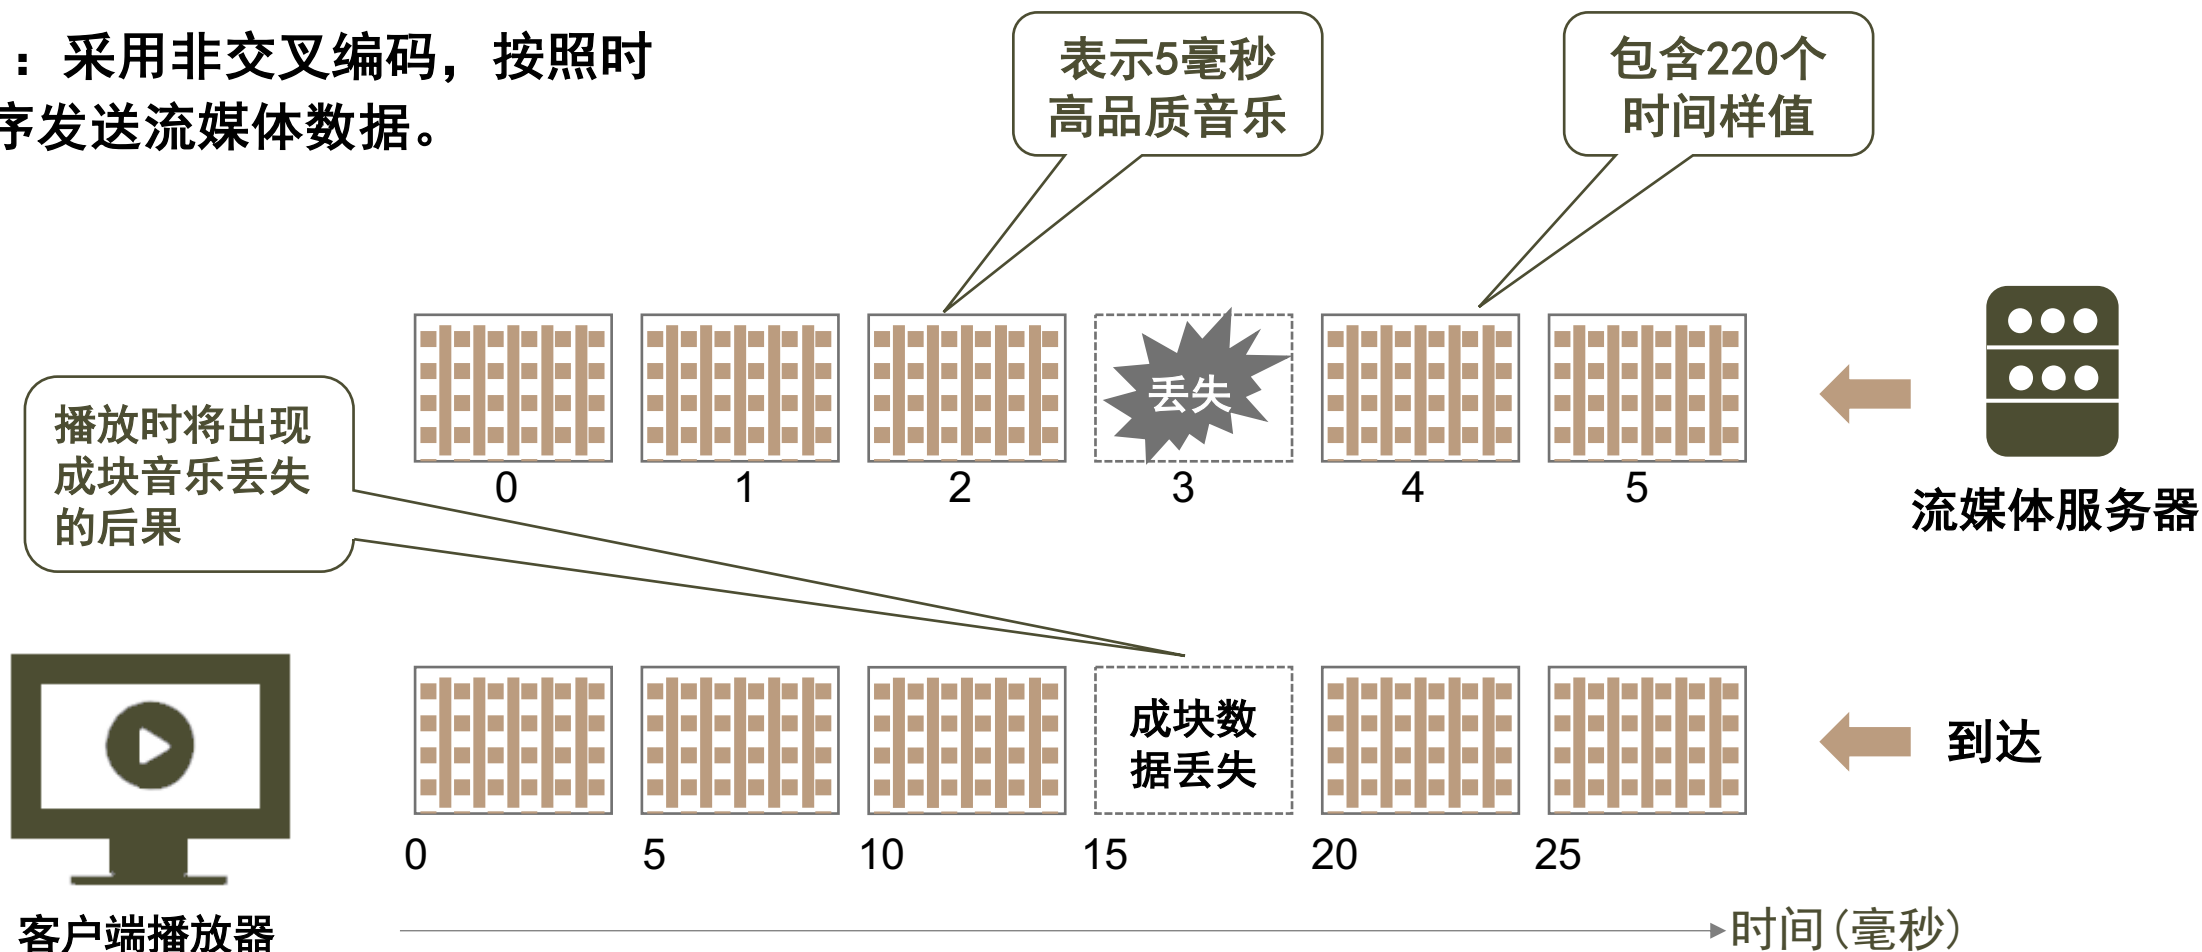 ：采用非交叉编码，按照时
序发送流媒体数据。
表示5毫秒
高品质音乐
包含220个
时间样值
丢失
0
1
2
3
4
5
流媒体服务器
播放时将出现
成块音乐丢失
的后果
成块数
据丢失
到达
0
5
10
15
20
25
客户端播放器
时间(毫秒)